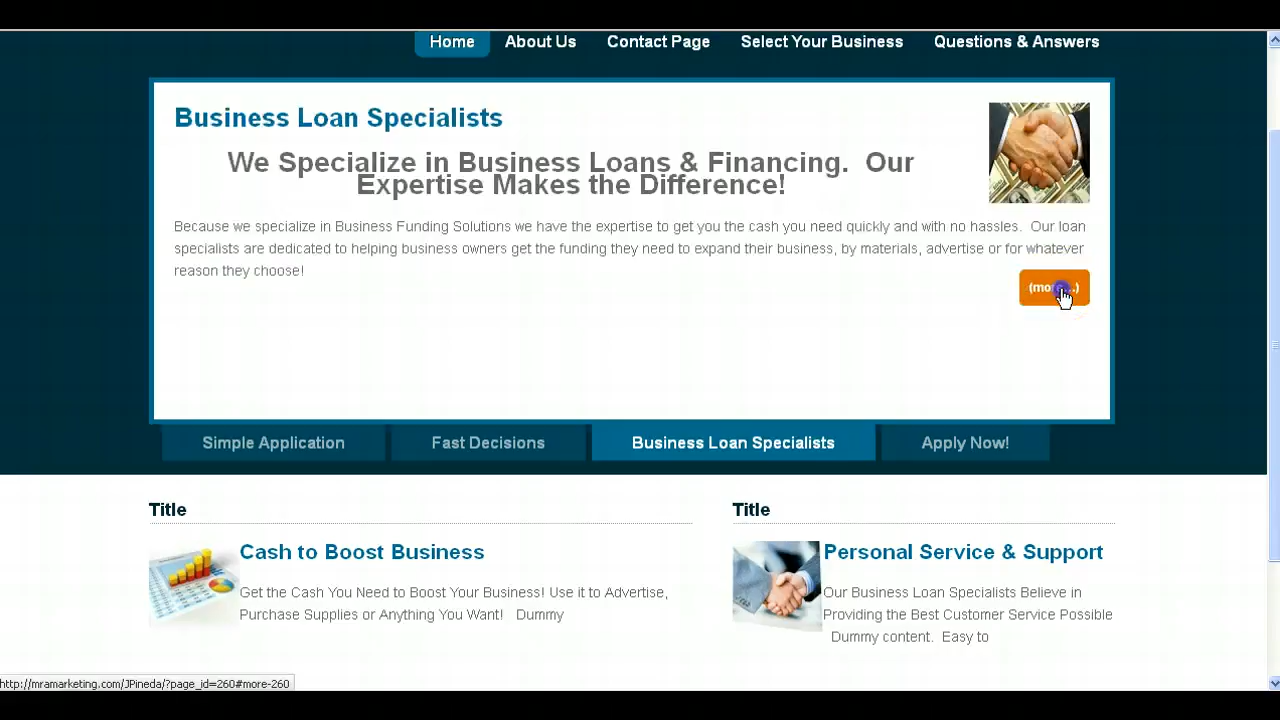 Home About Us Contact Page Select Your Business Questions & Answers
Business Loan Specialists
We Specialize in Business Loans & Financing. Our
Expertise Makes the Difference!
Because we specialize in Business Funding Solutions we have the expertise to get you the cash you need quickly and with no hassles. Our loan
specialists are dedicated to helping business owners get the funding they need to expand their business, by materials, advertise or for whatever
reason they choose!
(more...)
Simple Application Fast Decisions Business Loan Specialists Apply Now!
Title
Cash to Boost Business
Get the Cash You Need to Boost Your Business! Use it to Advertise,
Purchase Supplies or Anything You Want! Dummy
Title
Personal Service & Support
Our Business Loan Specialists Believe in
Providing the Best Customer Service Possible
Dummy content. Easy to
http://mramarketing.com/JPineda/?page_id=260#more-260